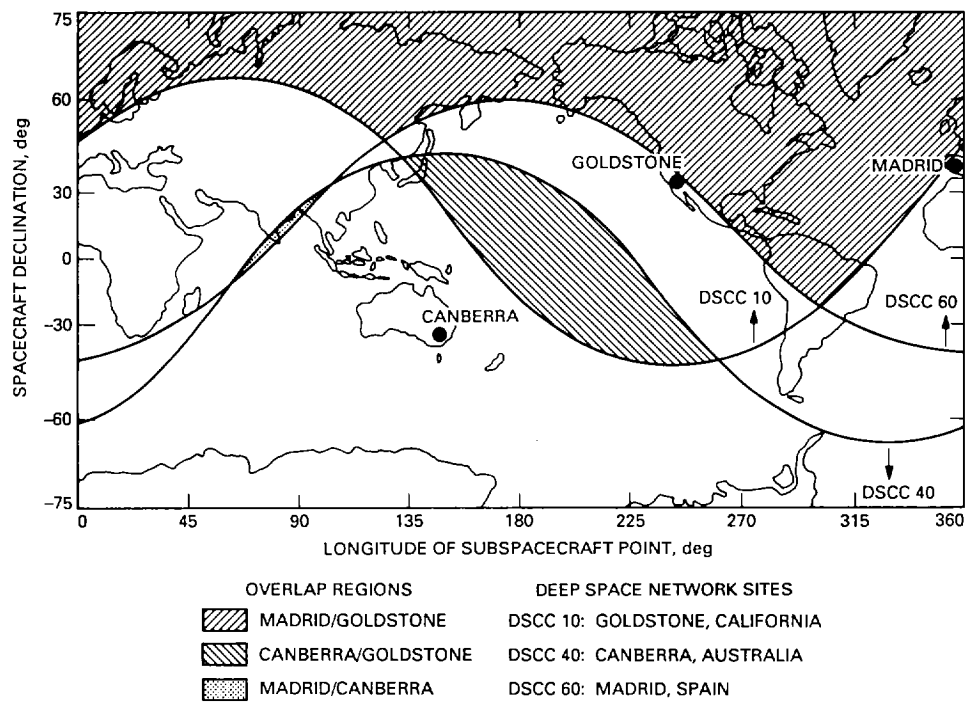 75
60
30
0
-30
-60
-75
SPACECRAFT DECLINATION, deg
GOLDSTONE
MADRID
CANBERRA
DSCC 10
DSCC 60
DSCC 40
0 45 90 135 180 225 270 315 360
LONGITUDE OF SUBSPACECRAFT POINT, deg
OVERLAP REGIONS
MADRID/GOLDSTONE
CANBERRA/GOLDSTONE
MADRID/CANBERRA
DEEP SPACE NETWORK SITES
DSCC 10: GOLDSTONE, CALIFORNIA
DSCC 40: CANBERRA, AUSTRALIA
DSCC 60: MADRID, SPAIN